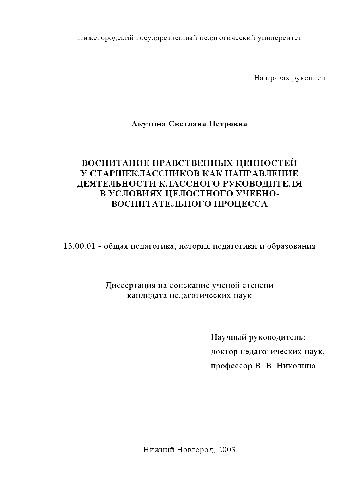 Нижегородский государственный педагогический университет
На правах рукописи
Акутина Светлана Петровна
ВОСПИТАНИЕ НРАВСТВЕННЫХ ЦЕННОСТЕЙ
У СТАРШЕКЛАССНИКОВ КАК НАПРАВЛЕНИЕ
ДЕЯТЕЛЬНОСТИ КЛАССНОГО РУКОВОДИТЕЛЯ
В УСЛОВИЯХ ЦЕЛОСТНОГО УЧЕБНО-
ВОСПИТАТЕЛЬНОГО ПРОЦЕССА
13.00.01 - общая педагогика, история педагогики и образования
Диссертация на соискание ученой степени
кандидата педагогических наук
Научный руководитель:
доктор педагогических наук,
профессор В. В. Николина
Нижний Новгород, 2003